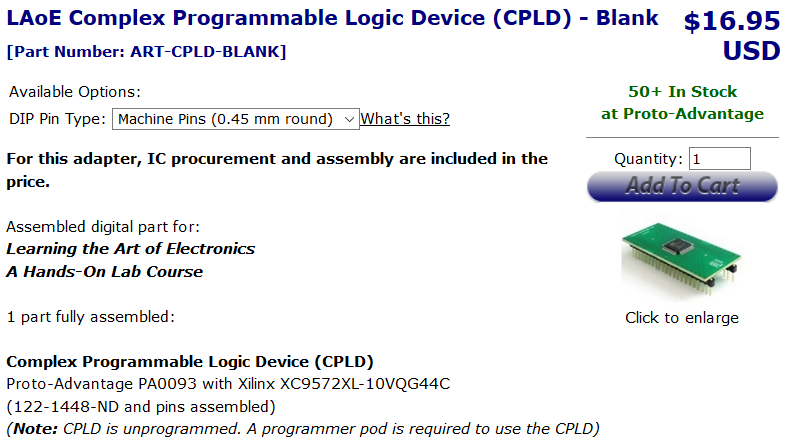 LAoE Complex Programmable Logic Device (CPLD) - Blank
$16.95
USD
[Part Number: ART-CPLD-BLANK]
Available Options:
DIP Pin Type: Machine Pins (0.45 mm round) What's this?
50+ In Stock
at Proto-Advantage
For this adapter, IC procurement and assembly are included in the
price.
Quantity: 1
Add To Cart
Assembled digital part for:
Learning the Art of Electronics
A Hands-On Lab Course
1 part fully assembled:
Click to enlarge
Complex Programmable Logic Device (CPLD)
Proto-Advantage PA0093 with Xilinx XC9572XL-10VQG44C
(122-1448-ND and pins assembled)
(Note: CPLD is unprogrammed. A programmer pod is required to use the CPLD)